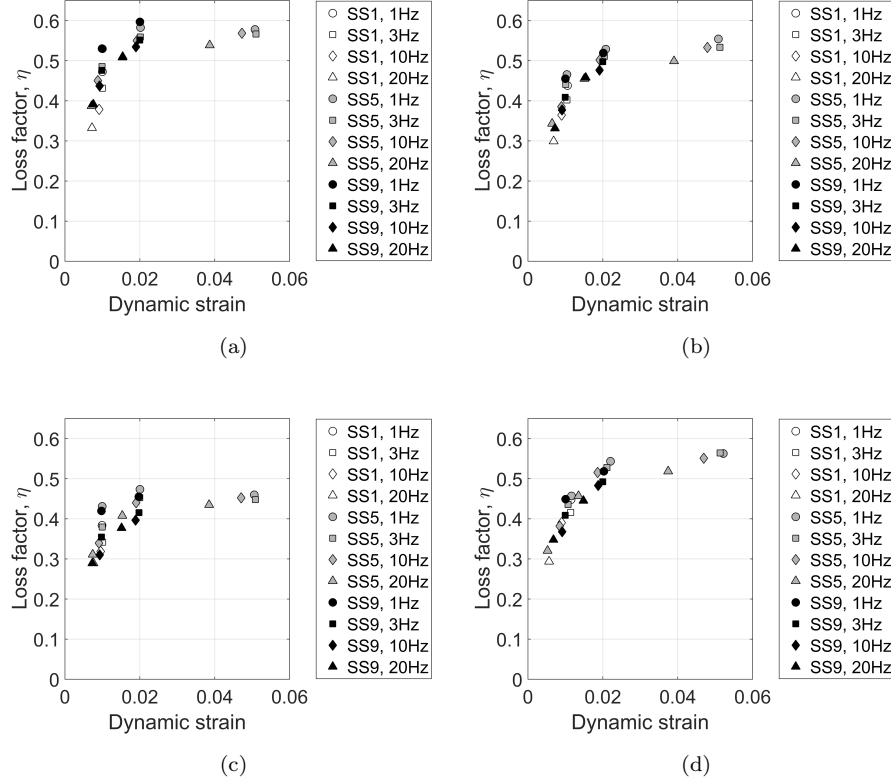 0.6
0.5
0.4
0.3
0.2
0.1
0
Loss factor, η
0 0.02 0.04 0.06
Dynamic strain
SS1, 1Hz
SS1, 3Hz
SS1, 10Hz
SS1, 20Hz
SS5, 1Hz
SS5, 3Hz
SS5, 10Hz
SS5, 20Hz
SS9, 1Hz
SS9, 3Hz
SS9, 10Hz
SS9, 20Hz
(a)
0.6
0.5
0.4
0.3
0.2
0.1
0
Loss factor, η
0 0.02 0.04 0.06
Dynamic strain
SS1, 1Hz
SS1, 3Hz
SS1, 10Hz
SS1, 20Hz
SS5, 1Hz
SS5, 3Hz
SS5, 10Hz
SS5, 20Hz
SS9, 1Hz
SS9, 3Hz
SS9, 10Hz
SS9, 20Hz
(b)
0.6
0.5
0.4
0.3
0.2
0.1
0
Loss factor, η
0 0.02 0.04 0.06
Dynamic strain
SS1, 1Hz
SS1, 3Hz
SS1, 10Hz
SS1, 20Hz
SS5, 1Hz
SS5, 3Hz
SS5, 10Hz
SS5, 20Hz
SS9, 1Hz
SS9, 3Hz
SS9, 10Hz
SS9, 20Hz
(c)
0.6
0.5
0.4
0.3
0.2
0.1
0
Loss factor, η
0 0.02 0.04 0.06
Dynamic strain
SS1, 1Hz
SS1, 3Hz
SS1, 10Hz
SS1, 20Hz
SS5, 1Hz
SS5, 3Hz
SS5, 10Hz
SS5, 20Hz
SS9, 1Hz
SS9, 3Hz
SS9, 10Hz
SS9, 20Hz
(d)